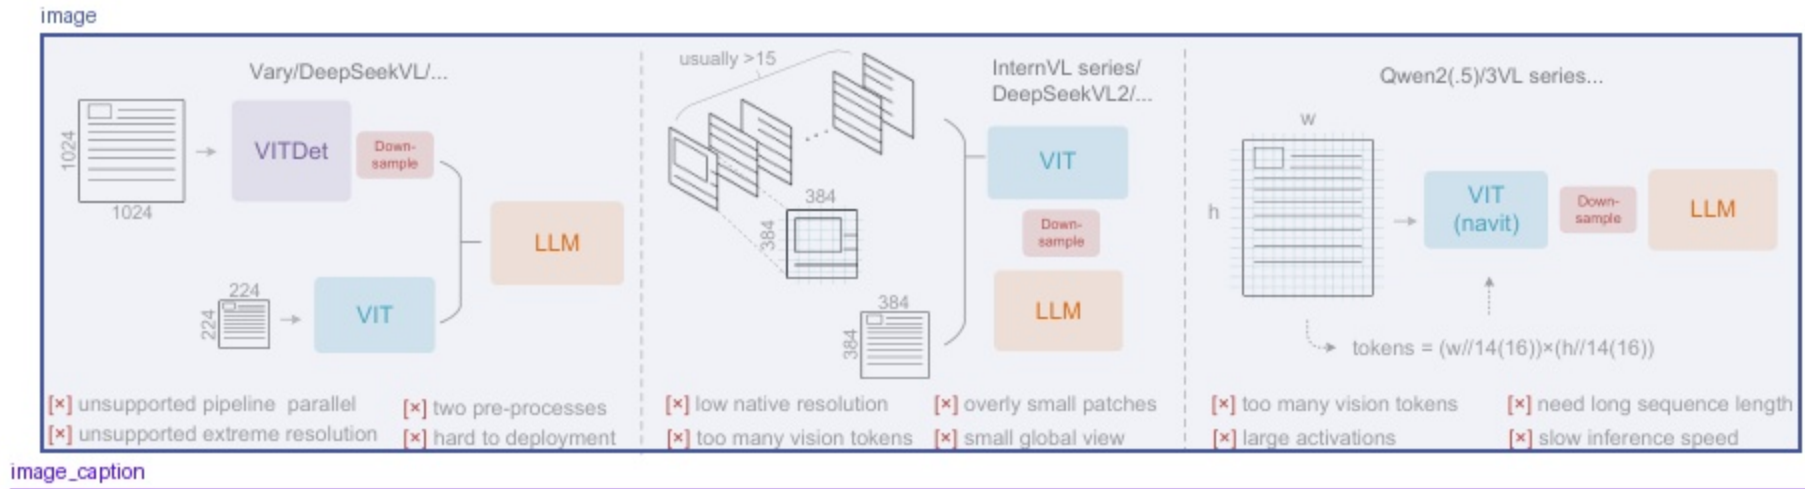 image
Vary/DeepSeekVL/...
1024
1024
VITDet
Down-
sample
LLM
224
224
VIT
[×] unsupported pipeline parallel
[×] two pre-processes
[×] unsupported extreme resolution
[×] hard to deployment
usually >15
InternVL series/
DeepSeekVL2/...
384
384
384
384
VIT
Down-
sample
LLM
[×] low native resolution
[×] overly small patches
[×] too many vision tokens
[×] small global view
Qwen2(.5)/3VL series...
w
h
VIT
(navit)
Down-
sample
LLM
tokens = (w//14(16))×(h//14(16))
[×] too many vision tokens
[×] need long sequence length
[×] large activations
[×] slow inference speed
image_caption